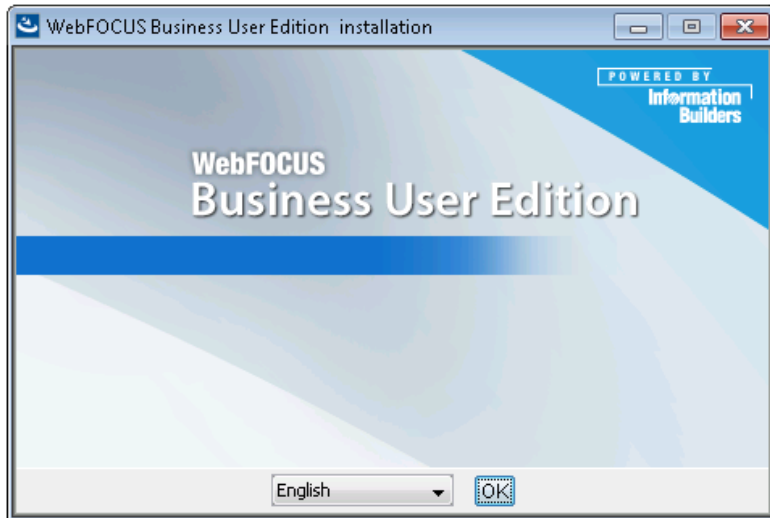 WebFOCUS Business User Edition installation
POWERED BY
Information
Builders
WebFOCUS
Business User Edition
English
OK